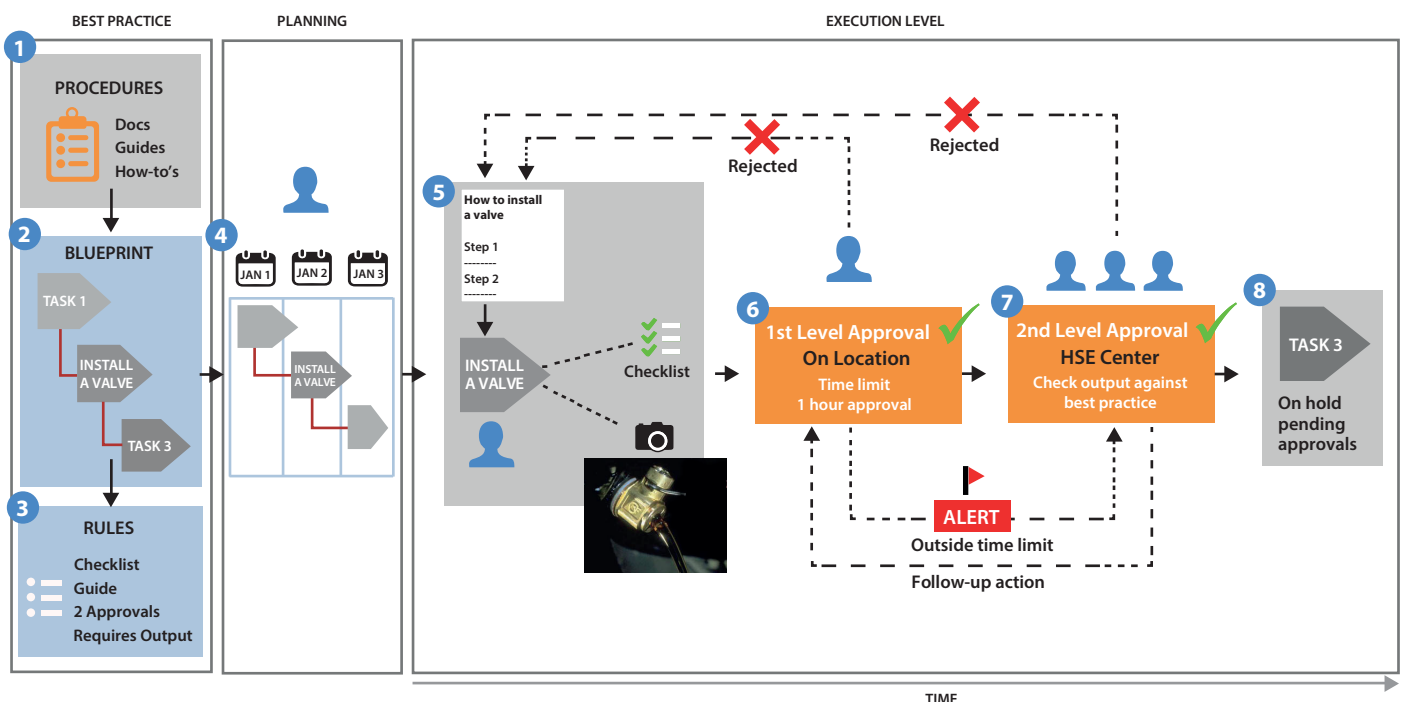 BEST PRACTICE
PLANNING
EXECUTION LEVEL
1
PROCEDURES
Docs
Guides
How-to's
2
BLUEPRINT
TASK 1
INSTALL
A VALVE
TASK 3
3
RULES
Checklist
Guide
2 Approvals
Requires Output
4
JAN 1
JAN 2
JAN 3
INSTALL
A VALVE
5
How to install
a valve
Step 1
--------
Step 2
--------
INSTALL
A VALVE
Checklist
Rejected
Rejected
6
1st Level Approval
On Location
Time limit
1 hour approval
7
2nd Level Approval
HSE Center
Check output against
best practice
ALERT
Outside time limit
Follow-up action
8
TASK 3
On hold
pending
approvals
TIME